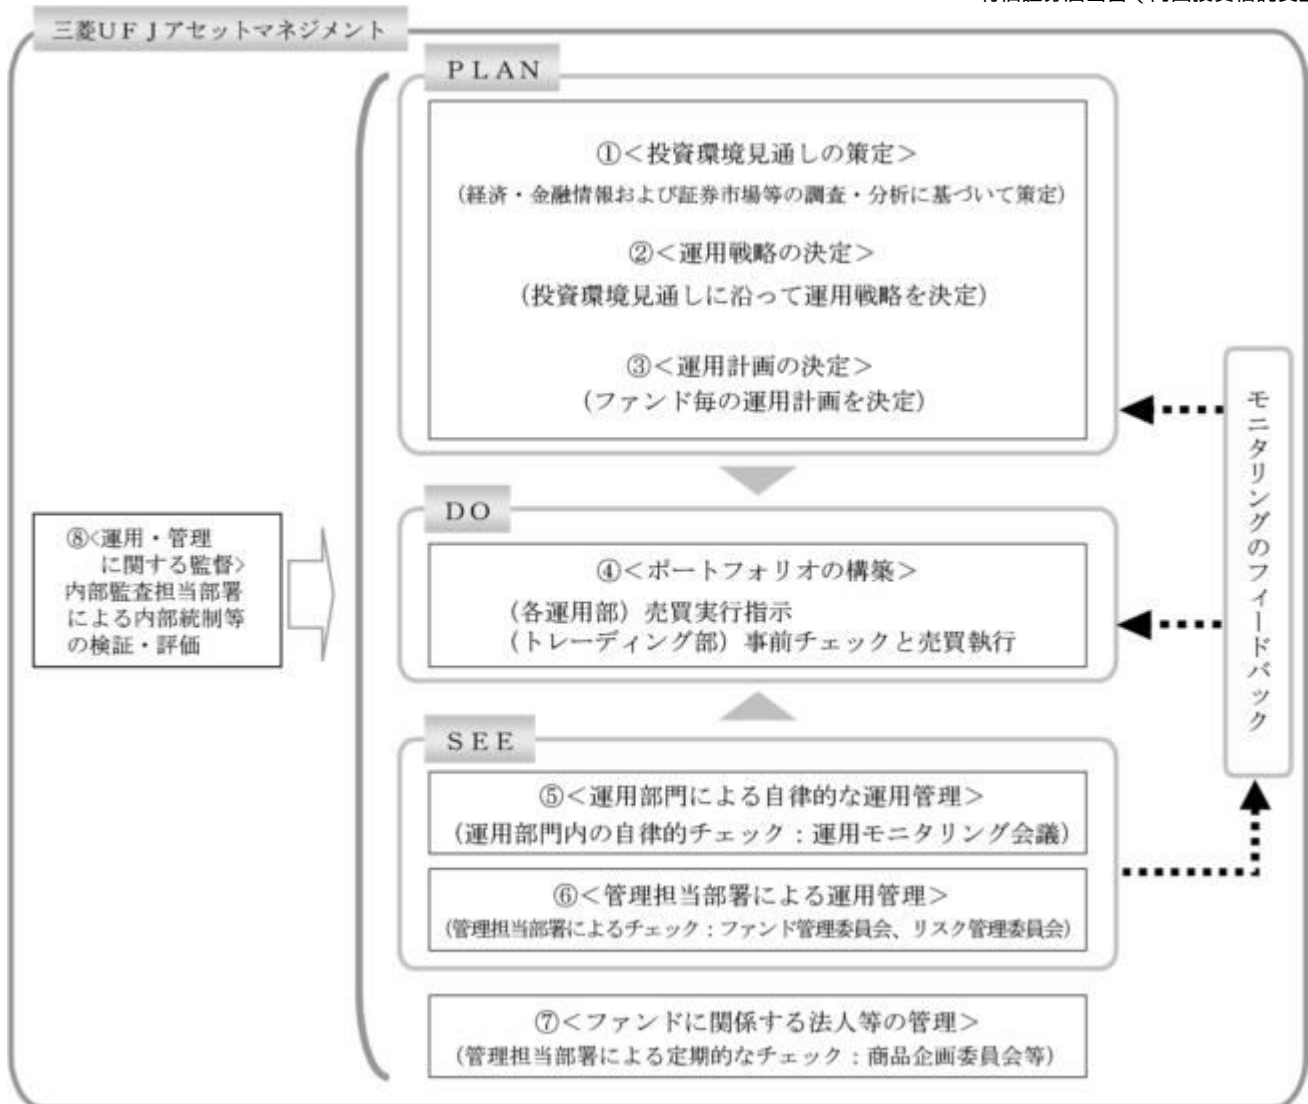 三菱UFJアセットマネジメント
PLAN
①<投資環境見通しの策定>
(経済・金融情報および証券市場等の調査・分析に基づいて策定)
②<運用戦略の決定>
(投資環境見通しに沿って運用戦略を決定)
③<運用計画の決定>
(ファンド毎の運用計画を決定)
DO
④<ポートフォリオの構築>
(各運用部)売買実行指示
(トレーディング部)事前チェックと売買執行
SEE
⑤<運用部門による自律的な運用管理>
(運用部門内の自律的チェック:運用モニタリング会議)
⑥<管理担当部署による運用管理>
(管理担当部署によるチェック:ファンド管理委員会、リスク管理委員会)
⑦<ファンドに関係する法人等の管理>
(管理担当部署による定期的なチェック:商品企画委員会等)
⑧<運用・管理
に関する監督>
内部監査担当部署
による内部統制等
の検証・評価
モニタリングのフィードバック